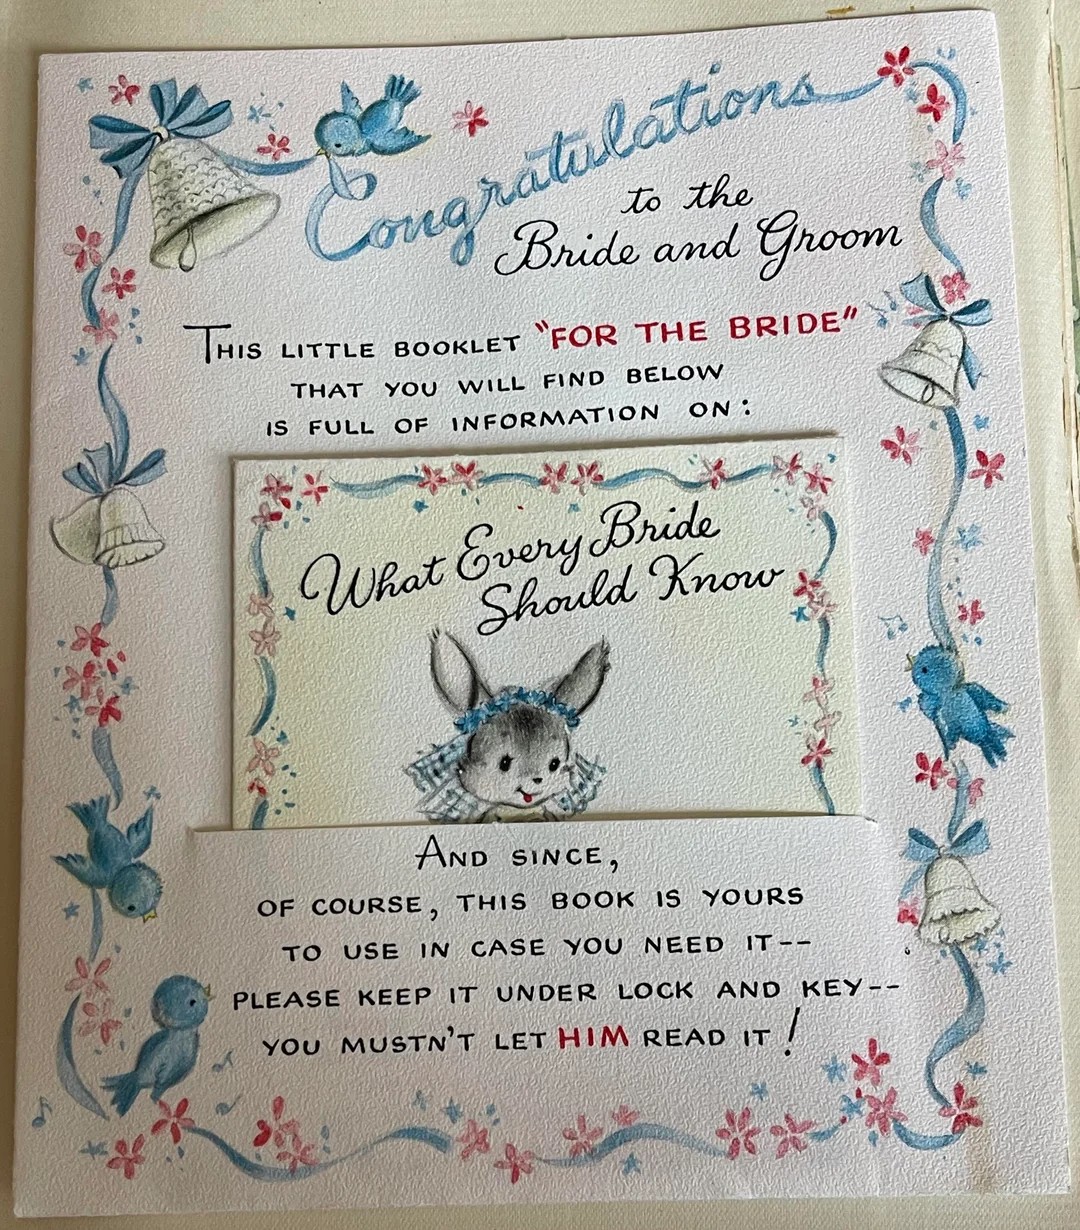 Congratulations
to the
Bride and Groom
THIS LITTLE BOOKLET "FOR THE BRIDE"
THAT YOU WILL FIND BELOW
IS FULL OF INFORMATION ON:
What Every Bride
Should Know
AND SINCE,
OF COURSE, THIS BOOK IS YOURS
TO USE IN CASE YOU NEED IT--
PLEASE KEEP IT UNDER LOCK AND KEY--
YOU MUSTN'T LET HIM READ IT!